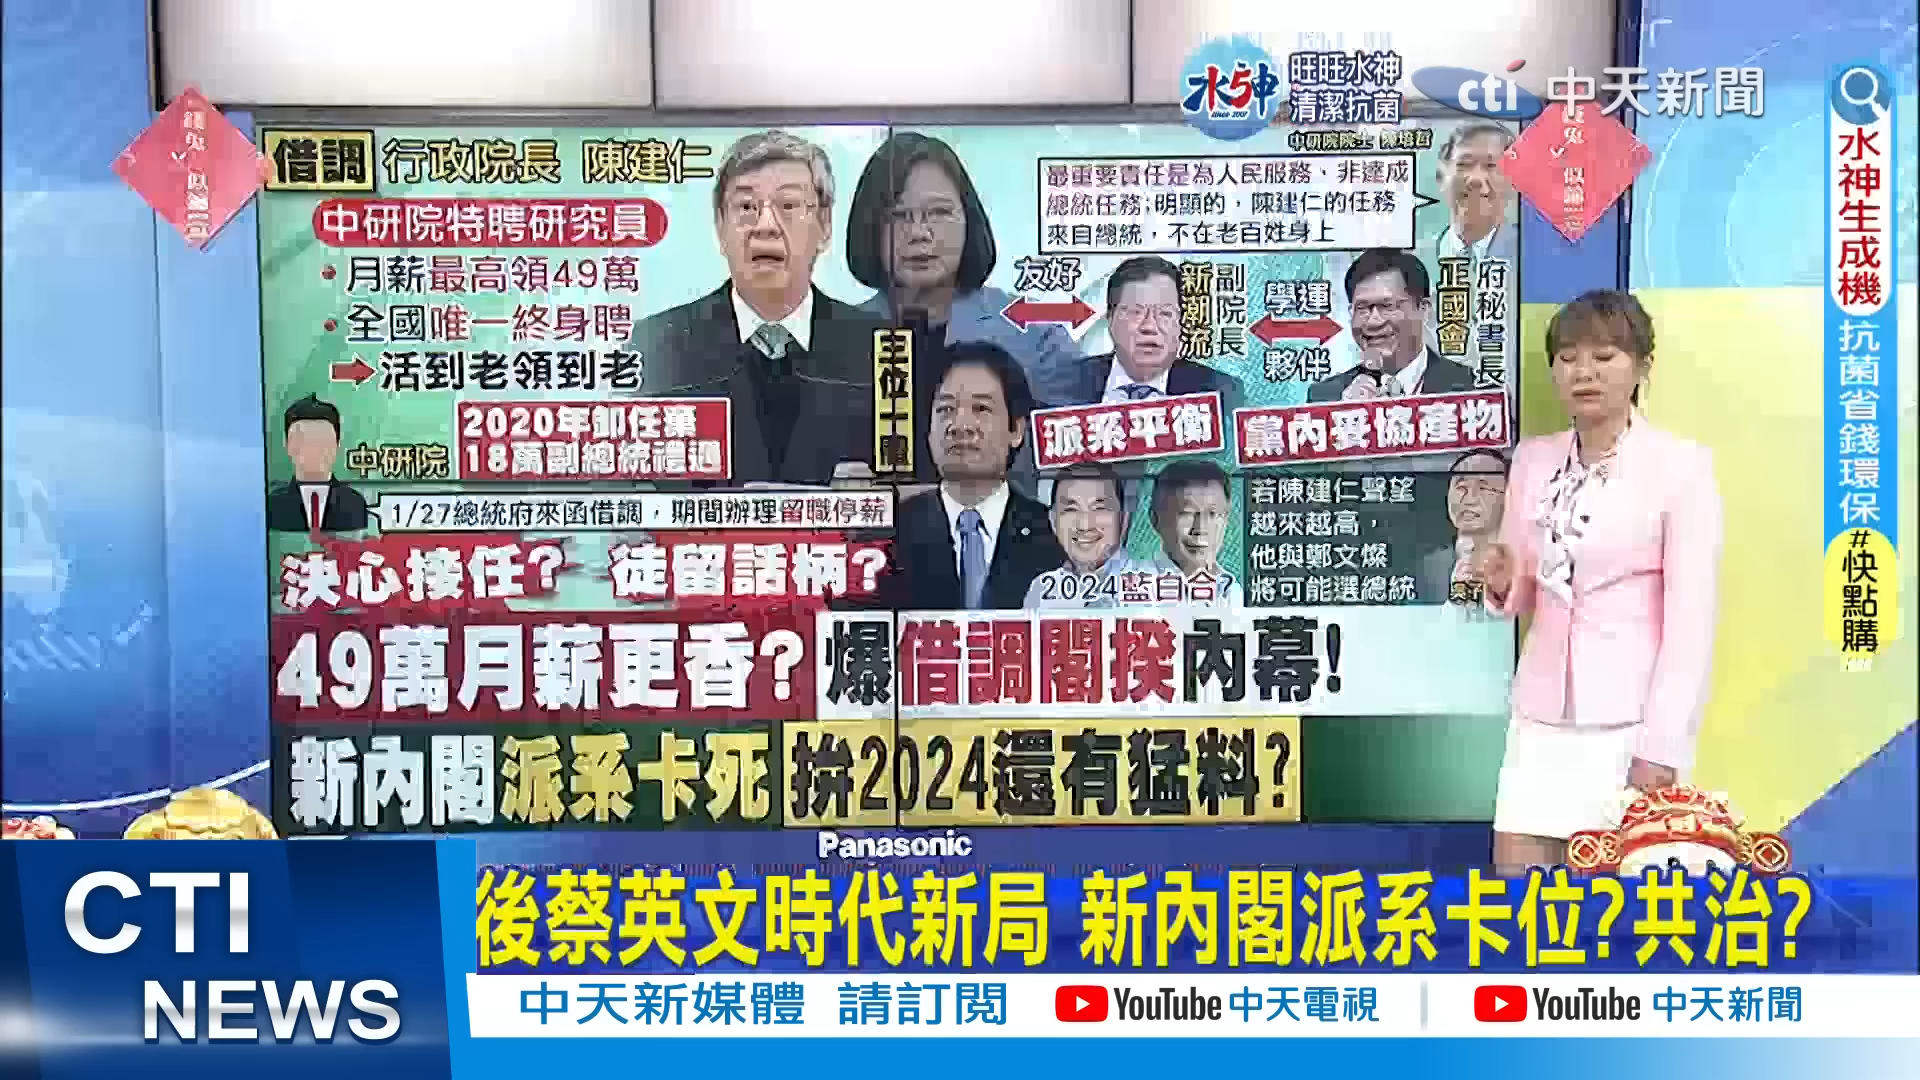 水神
since 2007
旺旺水神
清潔抗菌
cti 中天新聞
中研院院士 陳培哲
借調 行政院長 陳建仁
中研院特聘研究員
・月薪最高領49萬
・全國唯一終身聘
→活到老領到老
2020年卸任棄
18萬副總統禮遇
中研院
1/27總統府來函借調，期間辦理留職停薪
最重要責任是為人民服務，非達成
總統任務;明顯的，陳建仁的任務
來自總統，不在老百姓身上
友好
副院長
新潮流
學運
夥伴
府秘書長
正國會
派系平衡
黨內妥協產物
2024藍白合?
若陳建仁聲望
越來越高，
他與鄭文燦
將可能選總統
決心接任? 徒留話柄?
49萬月薪更香? 爆借調閣揆內幕!
新內閣派系卡死 拚2024還有猛料?
Panasonic
水神生成機
抗菌省錢環保
#快點購
CTI
NEWS
後蔡英文時代新局 新內閣派系卡位?共治?
中天新媒體 請訂閱 YouTube 中天電視 | YouTube 中天新聞